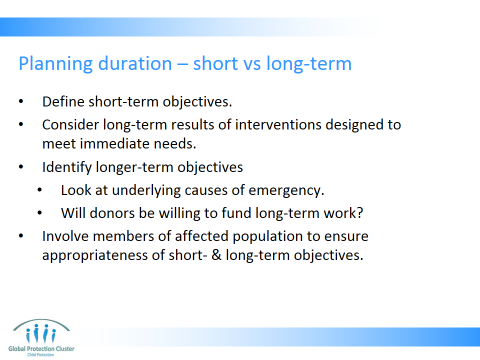 Planning duration – short vs long-term
• Define short-term objectives.
• Consider long-term results of interventions designed to
meet immediate needs.
• Identify longer-term objectives
• Look at underlying causes of emergency.
• Will donors be willing to fund long-term work?
• Involve members of affected population to ensure
appropriateness of short- & long-term objectives.
Global Protection Cluster
Child Protection